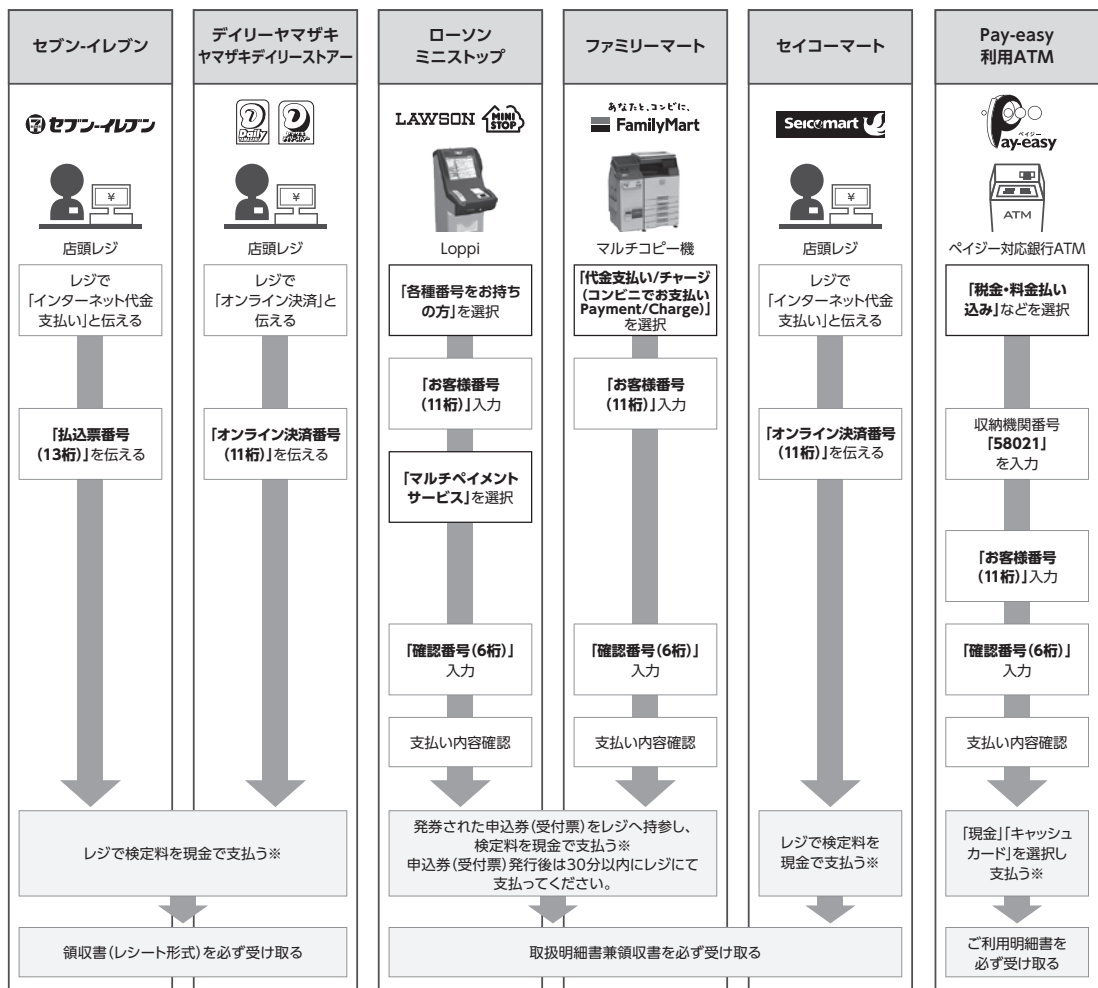 セブン-イレブン
デイリーヤマザキ
ヤマザキデイリーストアー
ローソン
ミニストップ
ファミリーマート
セイコーマート
Pay-easy
利用ATM
セブン-イレブン
Daily
LAWSON
MINI
STOP
あなたと、コンビに、
FamilyMart
Seicomart
ペイジー
Pay-easy
¥
¥
¥
ATM
店頭レジ
店頭レジ
Loppi
マルチコピー機
店頭レジ
ペイジー対応銀行ATM
レジで
「インターネット代金
支払い」と伝える
レジで
「オンライン決済」と
伝える
「各種番号をお持ち
の方」を選択
「代金支払い/チャージ
(コンビニでお支払い
Payment/Charge)」
を選択
レジで
「インターネット代金
支払い」と伝える
「税金・料金払い
込み」などを選択
「お客様番号
(11桁)」入力
「お客様番号
(11桁)」入力
「払込票番号
(13桁)」を伝える
「オンライン決済番号
(11桁)」を伝える
「マルチペイメント
サービス」を選択
「オンライン決済番号
(11桁)」を伝える
収納機関番号
「58021」
を入力
「お客様番号
(11桁)」入力
「確認番号(6桁)」
入力
「確認番号(6桁)」
入力
「確認番号(6桁)」
入力
支払い内容確認
支払い内容確認
支払い内容確認
レジで検定料を現金で支払う※
発券された申込券(受付票)をレジへ持参し、
検定料を現金で支払う※
申込券(受付票)発行後は30分以内にレジにて
支払ってください。
レジで検定料を
現金で支払う※
「現金」「キャッシュ
カード」を選択し
支払う※
領収書(レシート形式)を必ず受け取る
取扱明細書兼領収書を必ず受け取る
ご利用明細書を
必ず受け取る